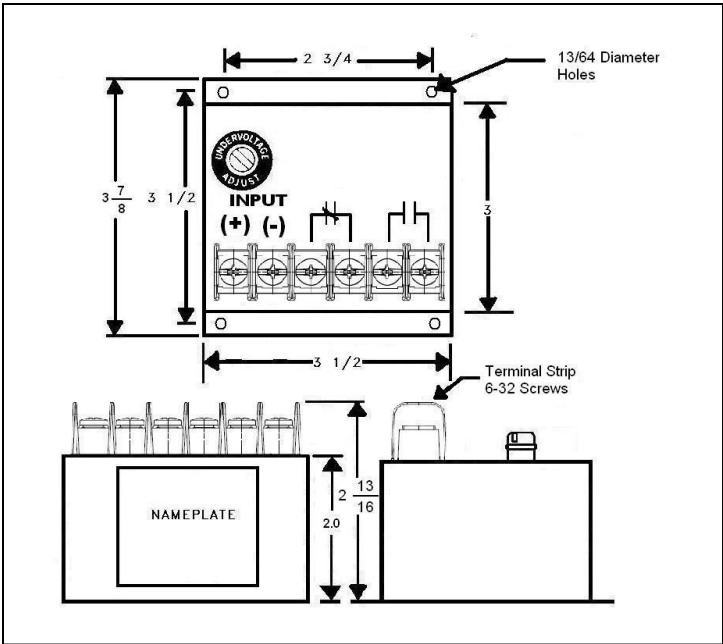 2 3/4
13/64 Diameter
Holes
UNDERVOLTAGE
ADJUST
3 7/8
3 1/2
3
INPUT
(+) (-)
3 1/2
Terminal Strip
6-32 Screws
NAMEPLATE
2.0
2 13/16